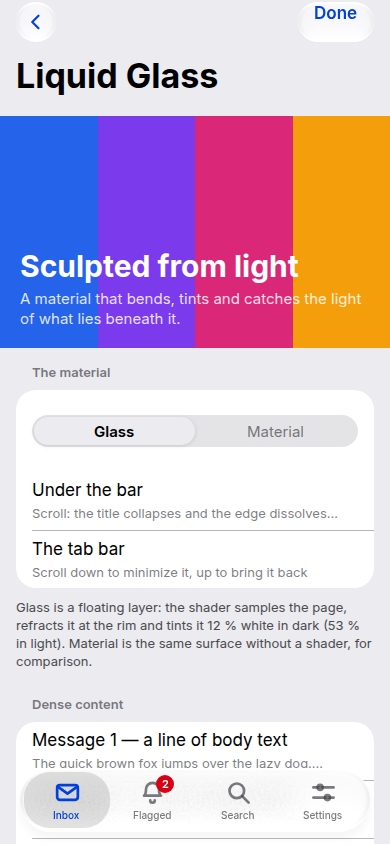 Done
Liquid Glass
Sculpted from light
A material that bends, tints and catches the light
of what lies beneath it.
The material
Glass
Material
Under the bar
Scroll: the title collapses and the edge dissolves...
The tab bar
Scroll down to minimize it, up to bring it back
Glass is a floating layer: the shader samples the page,
refracts it at the rim and tints it 12 % white in dark (53 %
in light). Material is the same surface without a shader, for
comparison.
Dense content
Message 1 — a line of body text
The quick brown fox jumps over the lazy dog....
2
Inbox
Flagged
Search
Settings